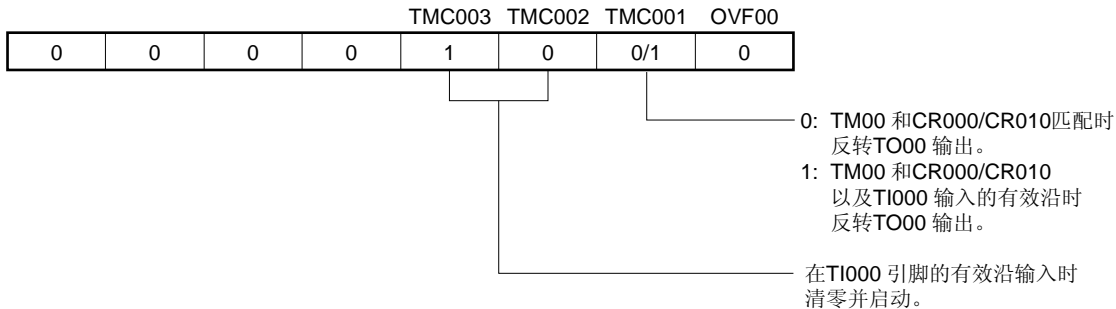 TMC003 TMC002 TMC001 OVF00
0 0 0 0 1 0 0/1 0
0: TM00 和CR000/CR010匹配时
反转TO00 输出。
1: TM00 和CR000/CR010
以及TI000 输入的有效沿时
反转TO00 输出。
在TI000 引脚的有效沿输入时
清零并启动。